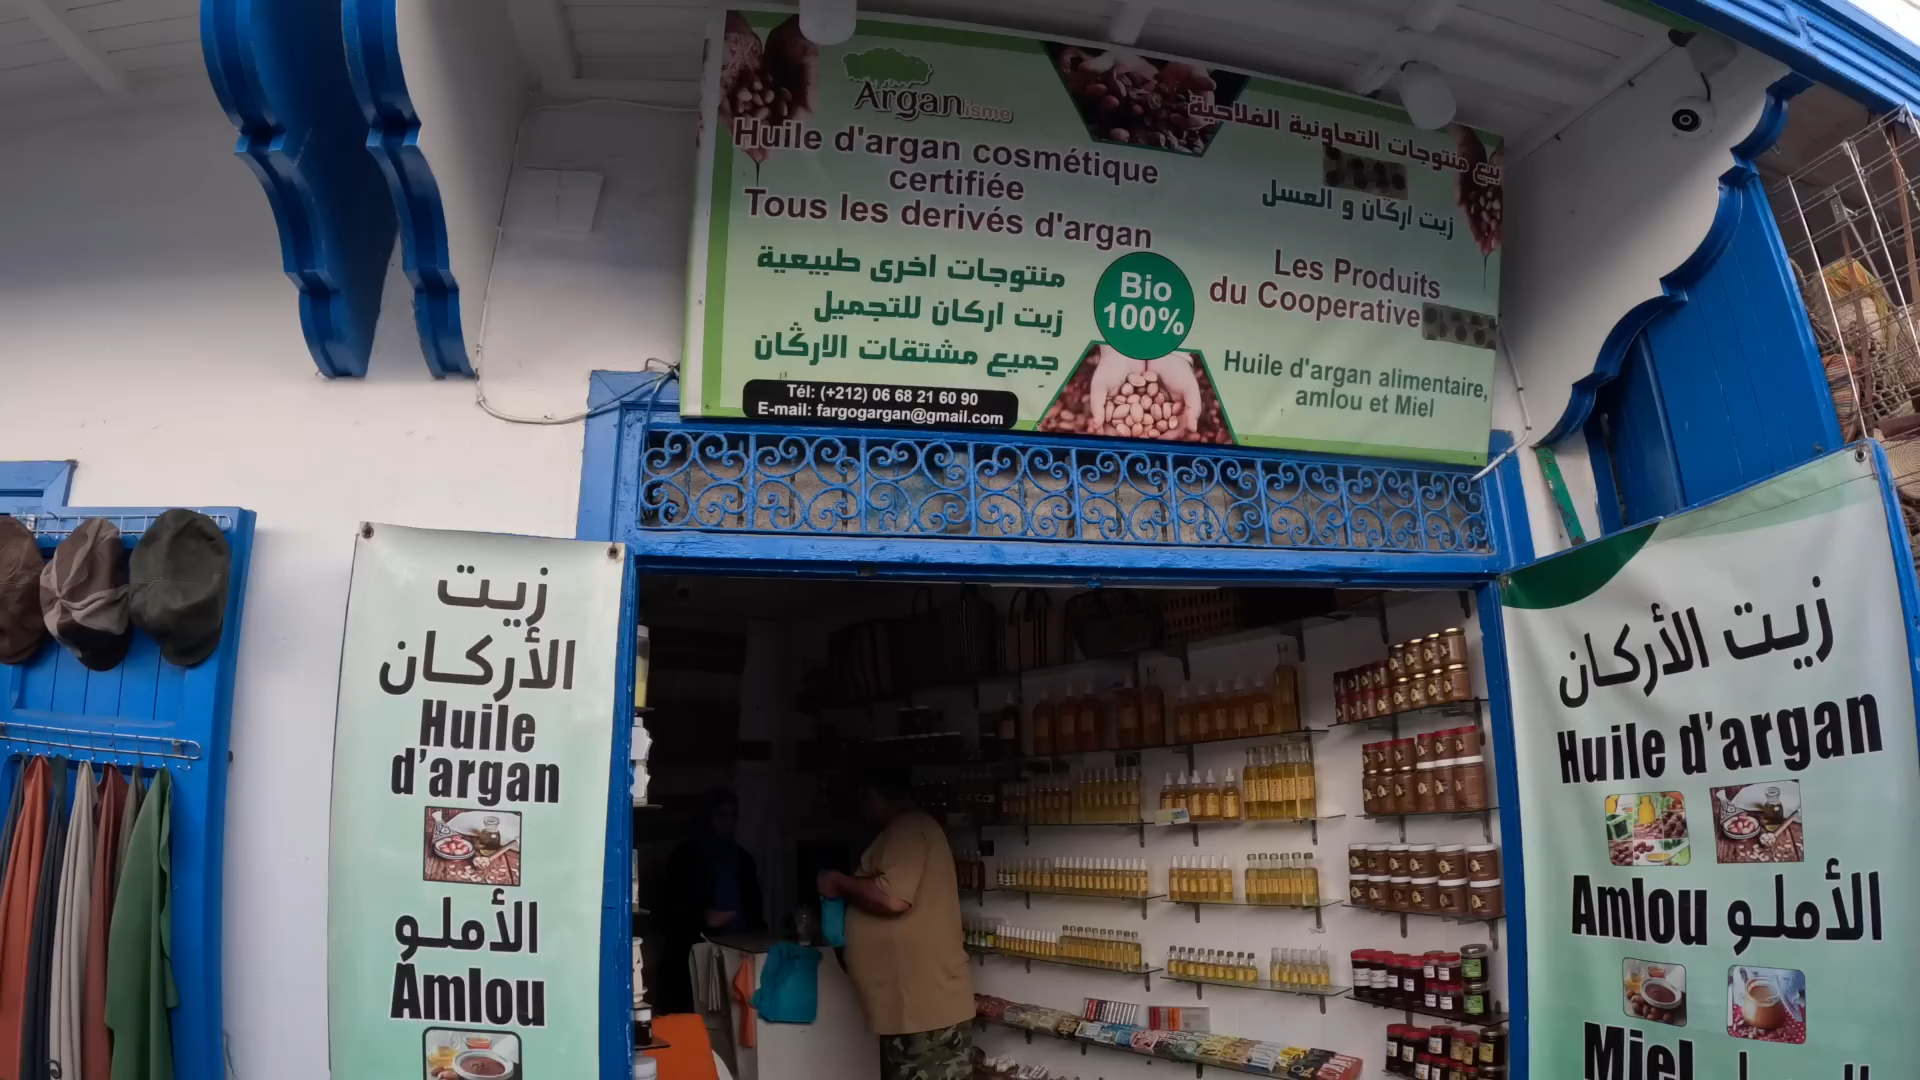 Arganisme
Huile d'argan cosmétique
certifiée
Tous les derivés d'argan
منتوجات اخرى طبيعية
زيت اركان للتجميل
جميع مشتقات الارڭان
Tél: (+212) 06 68 21 60 90
E-mail: fargogargan@gmail.com
Bio
100%
بيع منتوجات التعاونية الفلاحية
زيت اركان و العسل
Les Produits
du Cooperative
Huile d'argan alimentaire,
amlou et Miel
زيت
الأركان
Huile
d'argan
الأملو
Amlou
زيت الأركان
Huile d'argan
Amlou الأملو
Miel